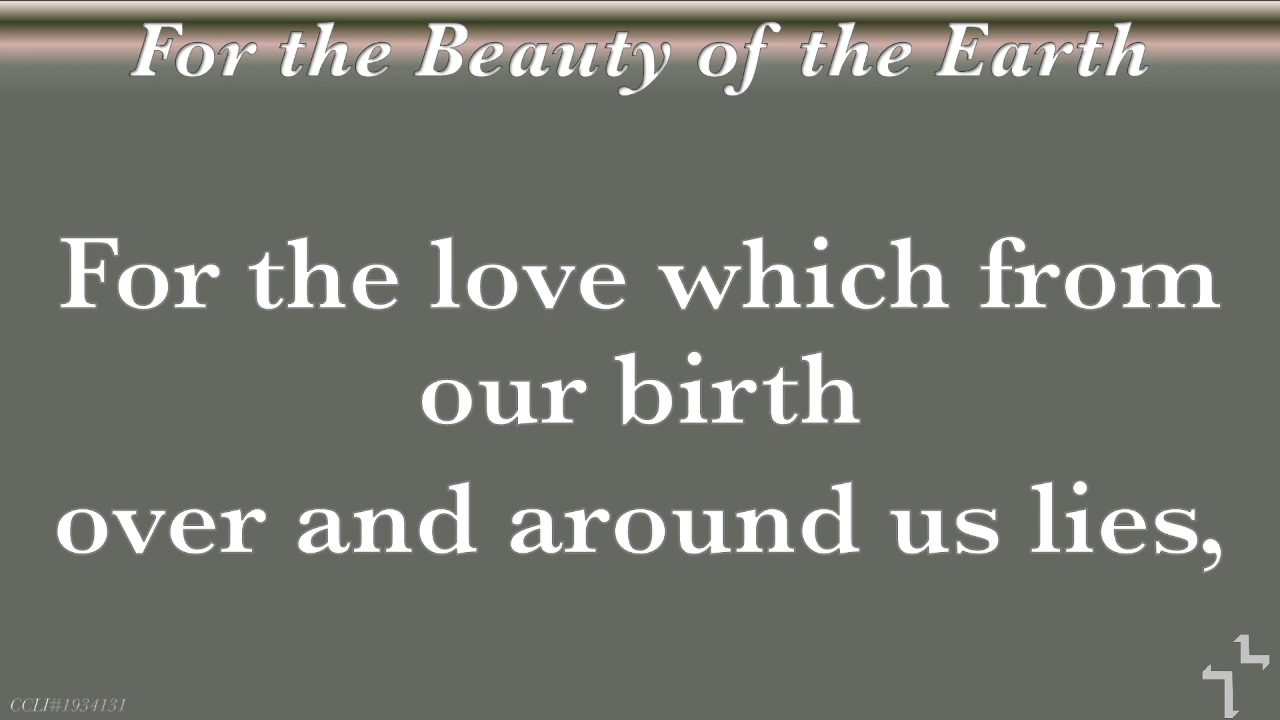 For the Beauty of the Earth
For the love which from
our birth
over and around us lies,
CCLI#1934131